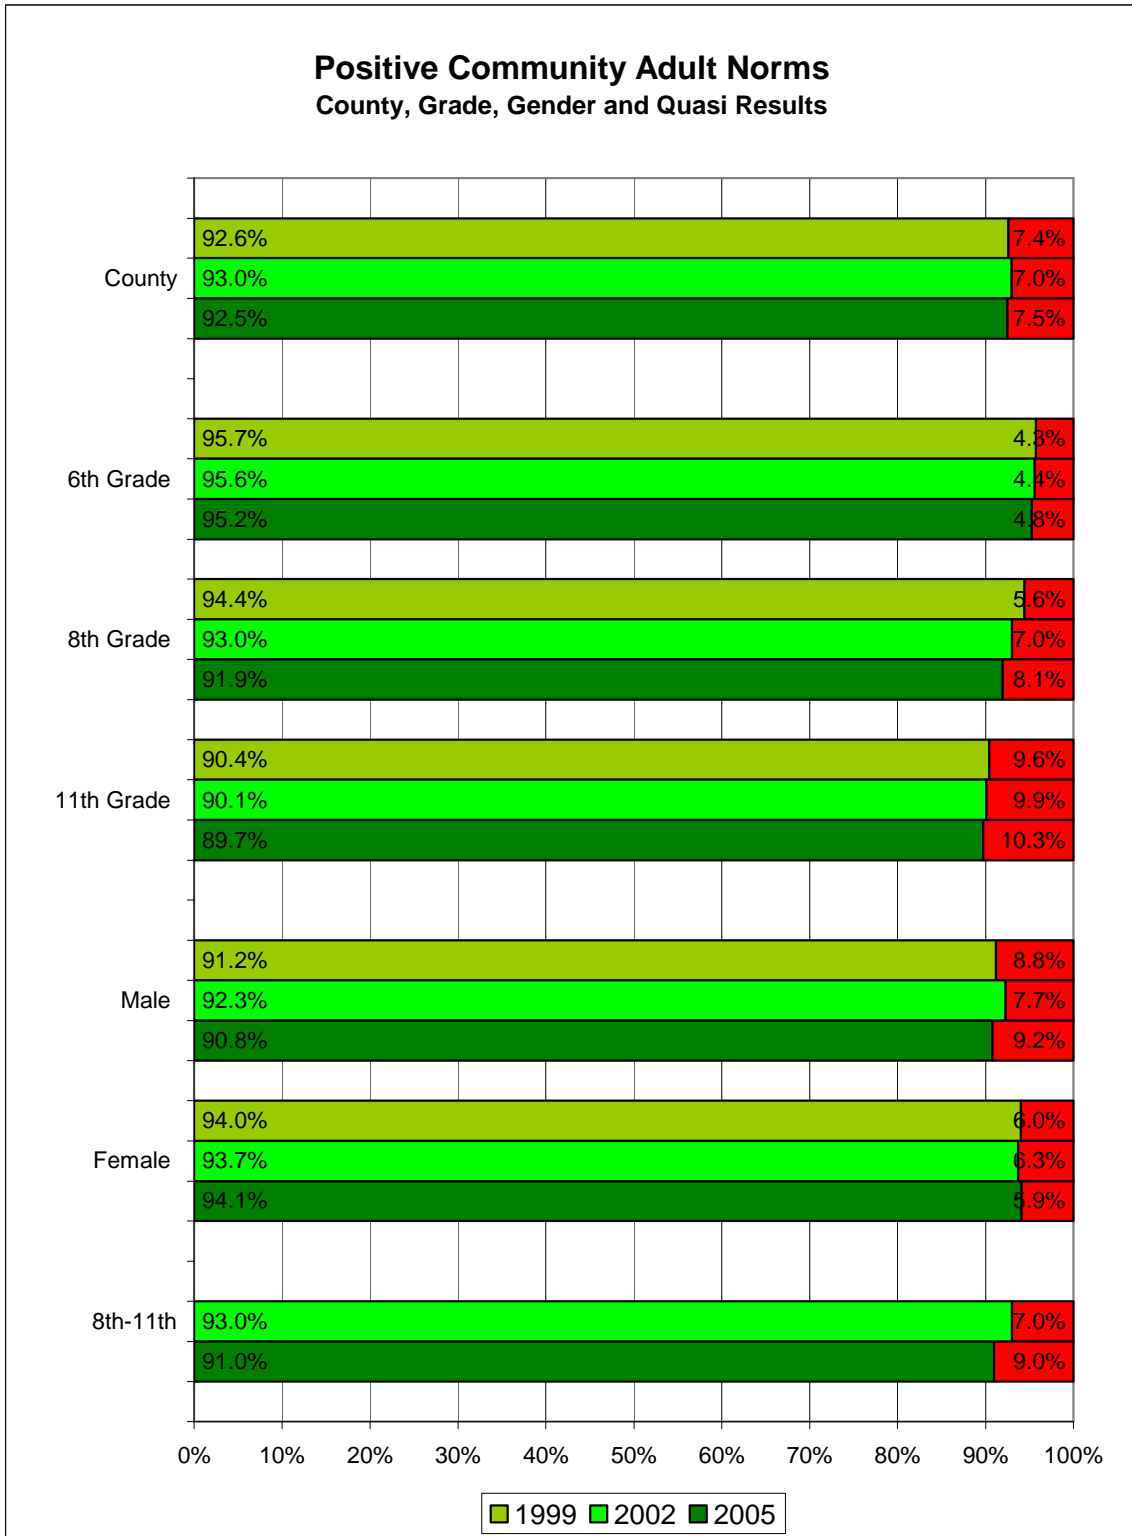 Positive Community Adult Norms
County, Grade, Gender and Quasi Results
92.6% 7.4%
County 93.0% 7.0%
92.5% 7.5%
95.7% 4.3%
6th Grade 95.6% 4.4%
95.2% 4.8%
94.4% 5.6%
8th Grade 93.0% 7.0%
91.9% 8.1%
90.4% 9.6%
11th Grade 90.1% 9.9%
89.7% 10.3%
91.2% 8.8%
Male 92.3% 7.7%
90.8% 9.2%
94.0% 6.0%
Female 93.7% 6.3%
94.1% 5.9%
8th-11th 93.0% 7.0%
91.0% 9.0%
0% 10% 20% 30% 40% 50% 60% 70% 80% 90% 100%
1999 2002 2005